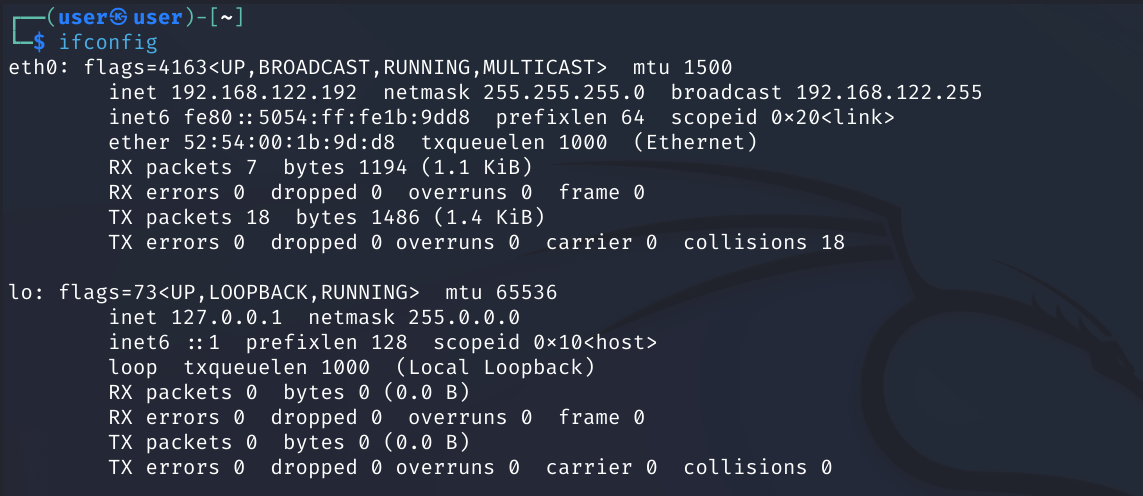 ┌──(user㉿user)-[~]
└─$ ifconfig
eth0: flags=4163<UP,BROADCAST,RUNNING,MULTICAST>  mtu 1500
        inet 192.168.122.192  netmask 255.255.255.0  broadcast 192.168.122.255
        inet6 fe80::5054:ff:fe1b:9dd8  prefixlen 64  scopeid 0x20<link>
        ether 52:54:00:1b:9d:d8  txqueuelen 1000  (Ethernet)
        RX packets 7  bytes 1194 (1.1 KiB)
        RX errors 0  dropped 0  overruns 0  frame 0
        TX packets 18  bytes 1486 (1.4 KiB)
        TX errors 0  dropped 0 overruns 0  carrier 0  collisions 18

lo: flags=73<UP,LOOPBACK,RUNNING>  mtu 65536
        inet 127.0.0.1  netmask 255.0.0.0
        inet6 ::1  prefixlen 128  scopeid 0x10<host>
        loop  txqueuelen 1000  (Local Loopback)
        RX packets 0  bytes 0 (0.0 B)
        RX errors 0  dropped 0  overruns 0  frame 0
        TX packets 0  bytes 0 (0.0 B)
        TX errors 0  dropped 0 overruns 0  carrier 0  collisions 0